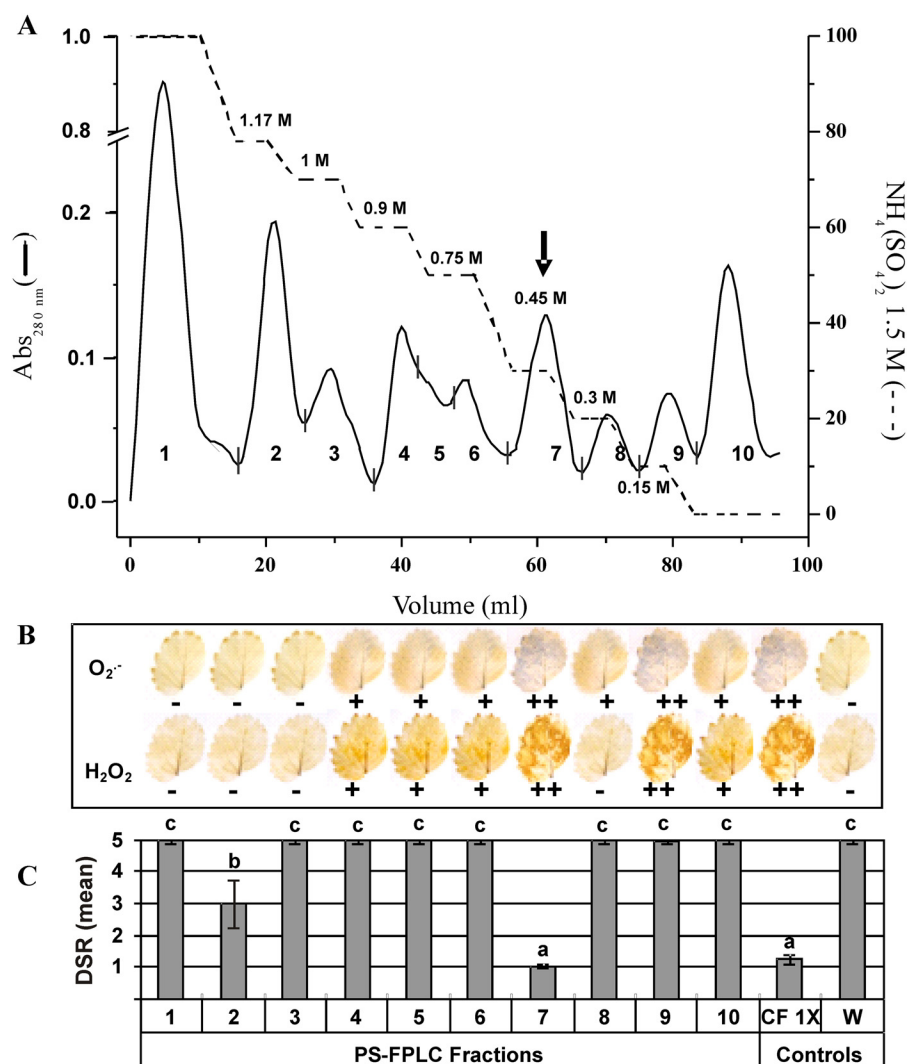 A
1.0
0.8
0.2
0.1
0.0
Abs280 nm (—)
100
80
60
40
20
0
NH4(SO4)2 1.5 M (---)
1.17 M
1 M
0.9 M
0.75 M
0.45 M
0.3 M
0.15 M
1 2 3 4 5 6 7 8 9 10
0 20 40 60 80 100
Volume (ml)
B
O2.-
- - - + + + ++ + ++ + ++ -
H2O2
- - - + + + ++ - ++ + ++ -
C
c b c c c c a c c c a c
5
4
3
2
1
DSR (mean)
1 2 3 4 5 6 7 8 9 10 CF 1X W
PS-FPLC Fractions Controls